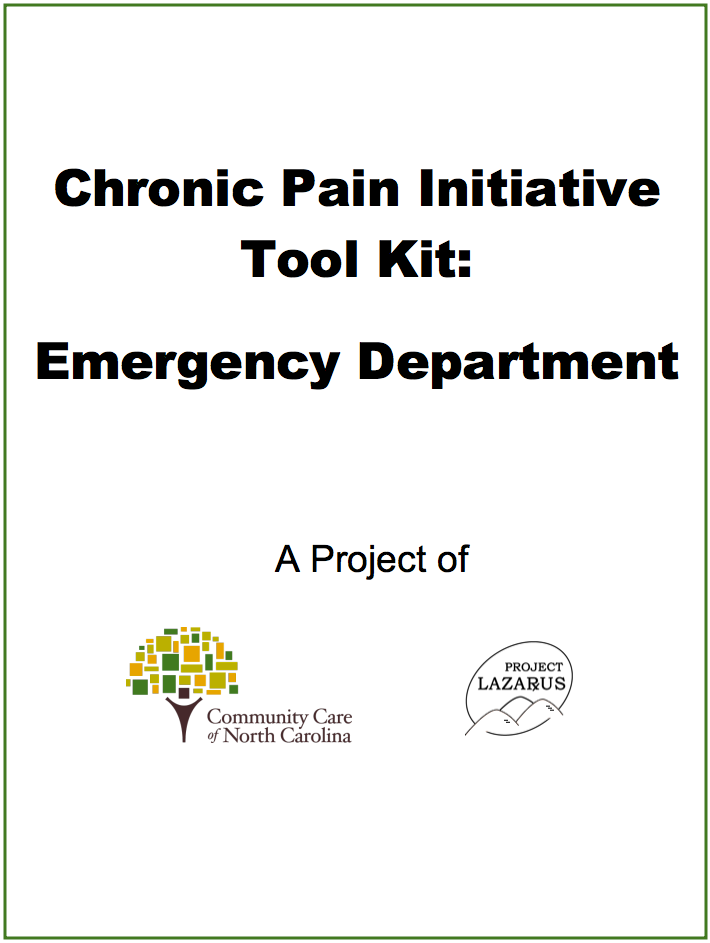 Chronic Pain Initiative
Tool Kit:
Emergency Department
A Project of
Community Care
of North Carolina
PROJECT
LAZARUS